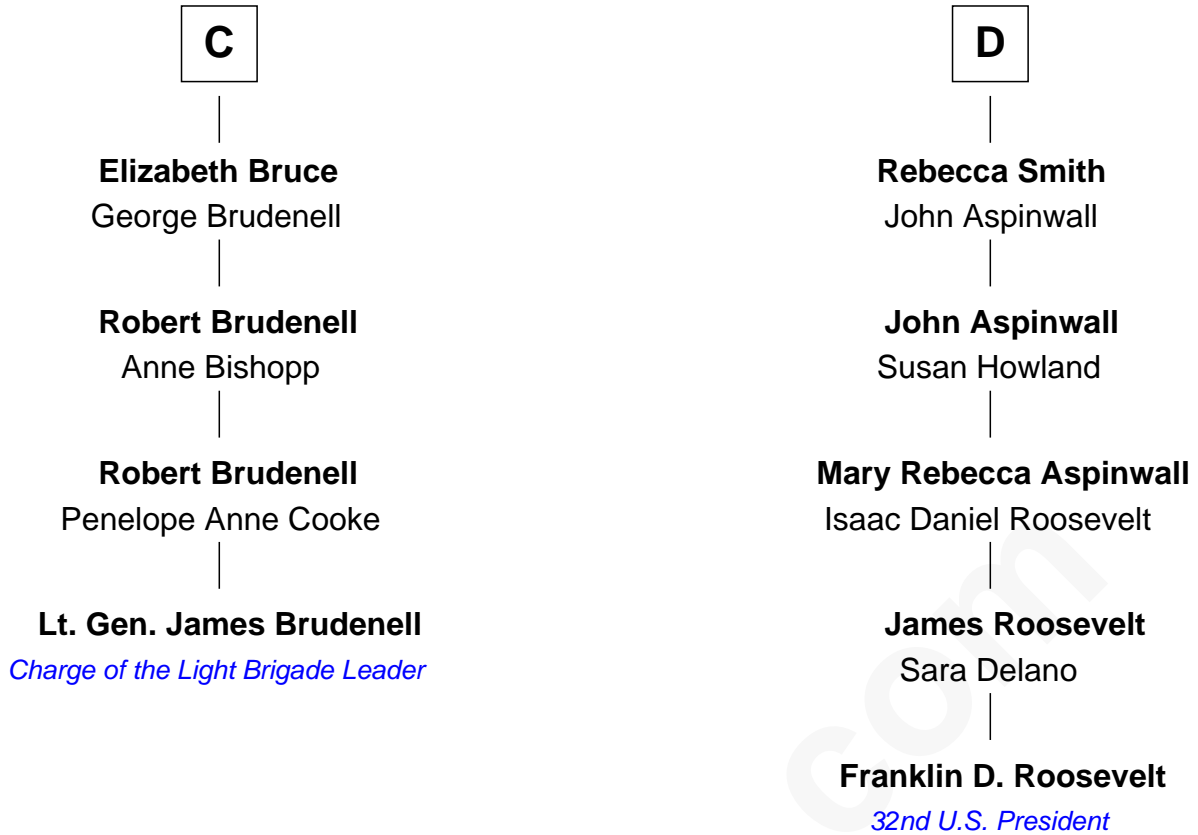 C
Elizabeth Bruce
George Brudenell
Robert Brudenell
Anne Bishopp
Robert Brudenell
Penelope Anne Cooke
Lt. Gen. James Brudenell
Charge of the Light Brigade Leader
D
Rebecca Smith
John Aspinwall
John Aspinwall
Susan Howland
Mary Rebecca Aspinwall
Isaac Daniel Roosevelt
James Roosevelt
Sara Delano
Franklin D. Roosevelt
32nd U.S. President
com